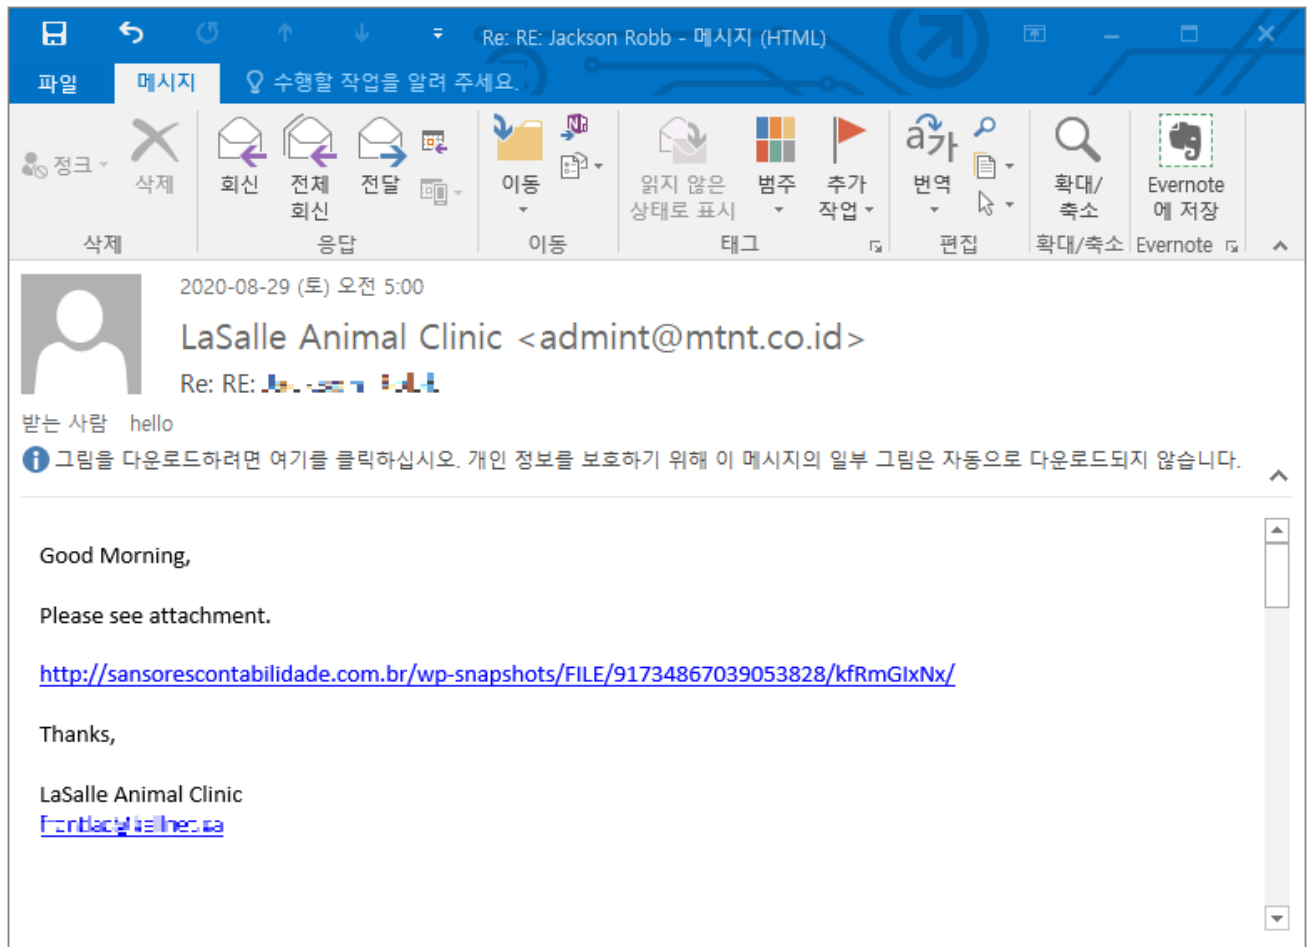 Re: RE: Jackson Robb - 메시지 (HTML)
파일 메시지 수행할 작업을 알려 주세요.
정크
삭제
회신
전체 회신
전달
이동
읽지 않은 상태로 표시
범주
추가 작업
번역
확대/축소
Evernote에 저장
삭제 응답 이동 태그 편집 확대/축소 Evernote
2020-08-29 (토) 오전 5:00
LaSalle Animal Clinic <admint@mtnt.co.id>
Re: RE:
받는 사람 hello
그림을 다운로드하려면 여기를 클릭하십시오. 개인 정보를 보호하기 위해 이 메시지의 일부 그림은 자동으로 다운로드되지 않습니다.
Good Morning,
Please see attachment.
http://sansorescontabilidade.com.br/wp-snapshots/FILE/91734867039053828/kfRmGIxNx/
Thanks,
LaSalle Animal Clinic